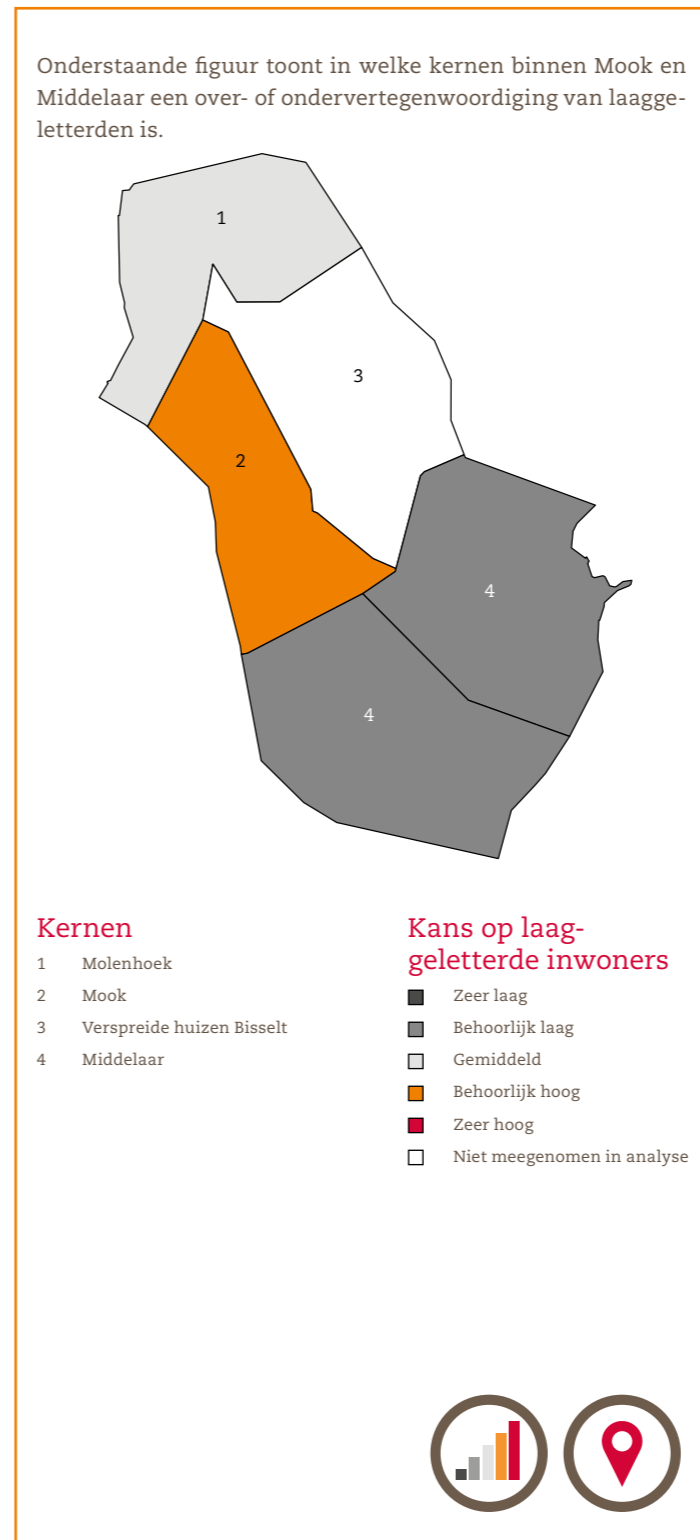 Onderstaande figuur toont in welke kernen binnen Mook en
Middelaar een over- of ondervertegenwoordiging van laagge-
letterden is.
1
3
2
4
4
Kernen
1 Molenhoek
2 Mook
3 Verspreide huizen Bisselt
4 Middelaar
Kans op laag-
geletterde inwoners
Zeer laag
Behoorlijk laag
Gemiddeld
Behoorlijk hoog
Zeer hoog
Niet meegenomen in analyse